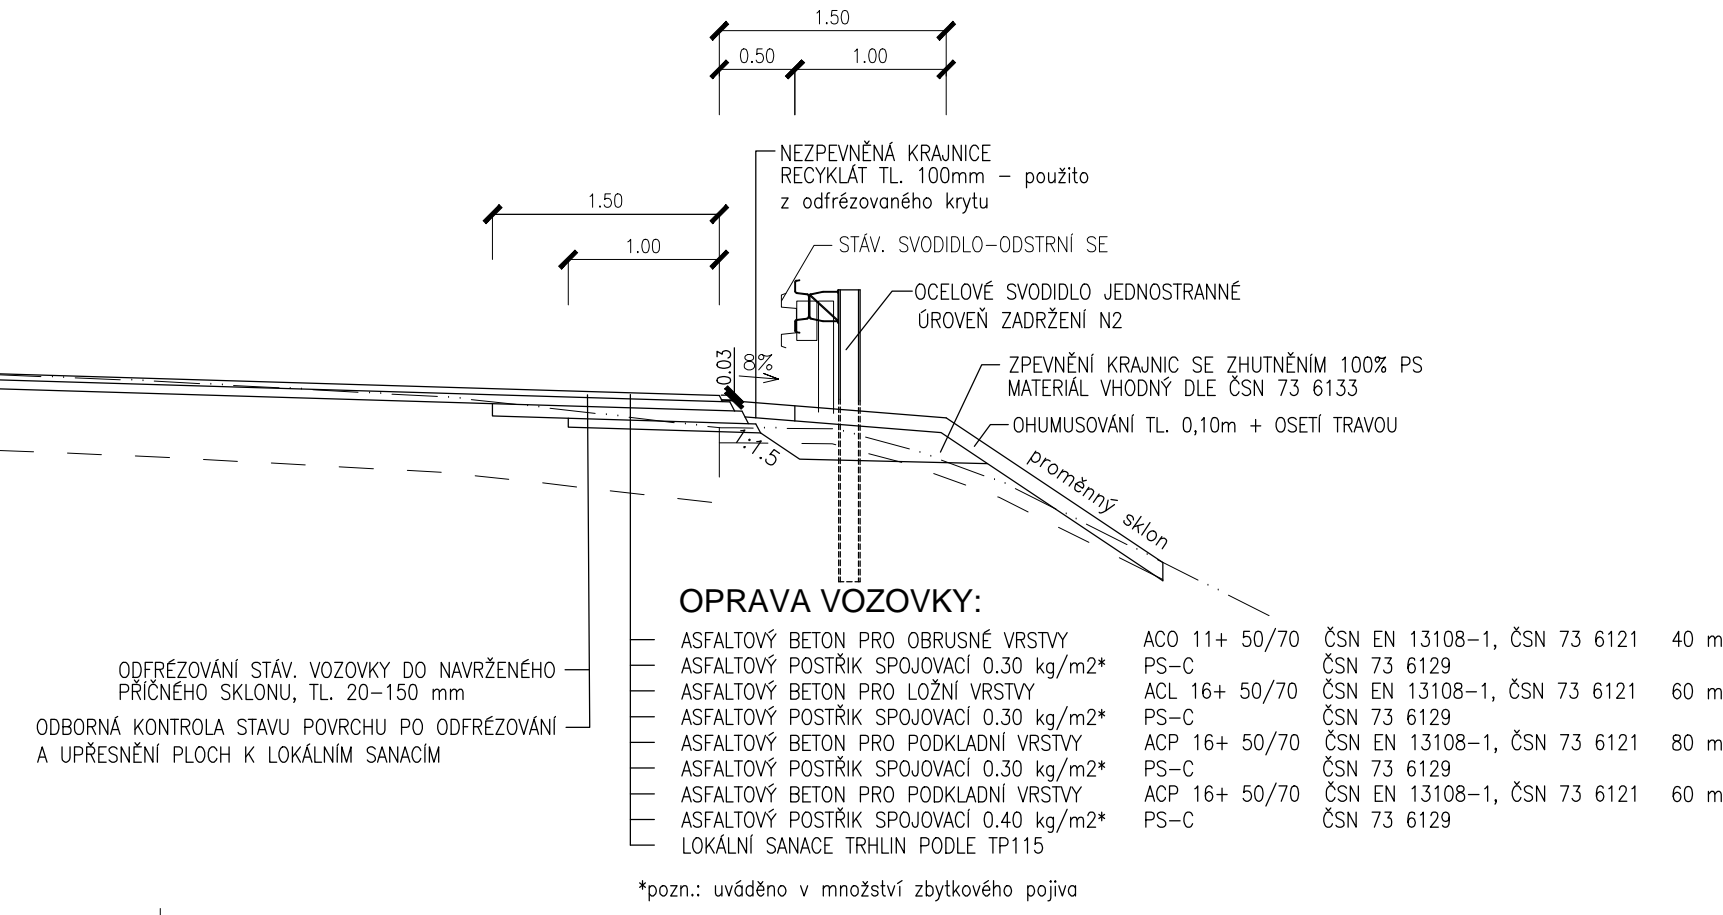 1.50
0.50
1.00
NEZPEVNĚNÁ KRAJNICE
RECYKLÁT TL. 100mm – použito
z odfrézovaného krytu
1.50
1.00
STÁV. SVODIDLO-ODSTRNÍ SE
OCELOVÉ SVODIDLO JEDNOSTRANNÉ
ÚROVEŇ ZADRŽENÍ N2
0.03
8%
ZPEVNĚNÍ KRAJNIC SE ZHUTNĚNÍM 100% PS
MATERIÁL VHODNÝ DLE ČSN 73 6133
OHUMUSOVÁNÍ TL. 0,10m + OSETÍ TRAVOU
1:1.5
proměnný sklon
OPRAVA VOZOVKY:
ASFALTOVÝ BETON PRO OBRUSNÉ VRSTVY ACO 11+ 50/70 ČSN EN 13108-1, ČSN 73 6121 40 m
ASFALTOVÝ POSTŘIK SPOJOVACÍ 0.30 kg/m2* PS-C ČSN 73 6129
ASFALTOVÝ BETON PRO LOŽNÍ VRSTVY ACL 16+ 50/70 ČSN EN 13108-1, ČSN 73 6121 60 m
ASFALTOVÝ POSTŘIK SPOJOVACÍ 0.30 kg/m2* PS-C ČSN 73 6129
ASFALTOVÝ BETON PRO PODKLADNÍ VRSTVY ACP 16+ 50/70 ČSN EN 13108-1, ČSN 73 6121 80 m
ASFALTOVÝ POSTŘIK SPOJOVACÍ 0.30 kg/m2* PS-C ČSN 73 6129
ASFALTOVÝ BETON PRO PODKLADNÍ VRSTVY ACP 16+ 50/70 ČSN EN 13108-1, ČSN 73 6121 60 m
ASFALTOVÝ POSTŘIK SPOJOVACÍ 0.40 kg/m2* PS-C ČSN 73 6129
LOKÁLNÍ SANACE TRHLIN PODLE TP115
ODFRÉZOVÁNÍ STÁV. VOZOVKY DO NAVRŽENÉHO
PŘÍČNÉHO SKLONU, TL. 20-150 mm
ODBORNÁ KONTROLA STAVU POVRCHU PO ODFRÉZOVÁNÍ
A UPŘESNĚNÍ PLOCH K LOKÁLNÍM SANACÍM
*pozn.: uváděno v množství zbytkového pojiva